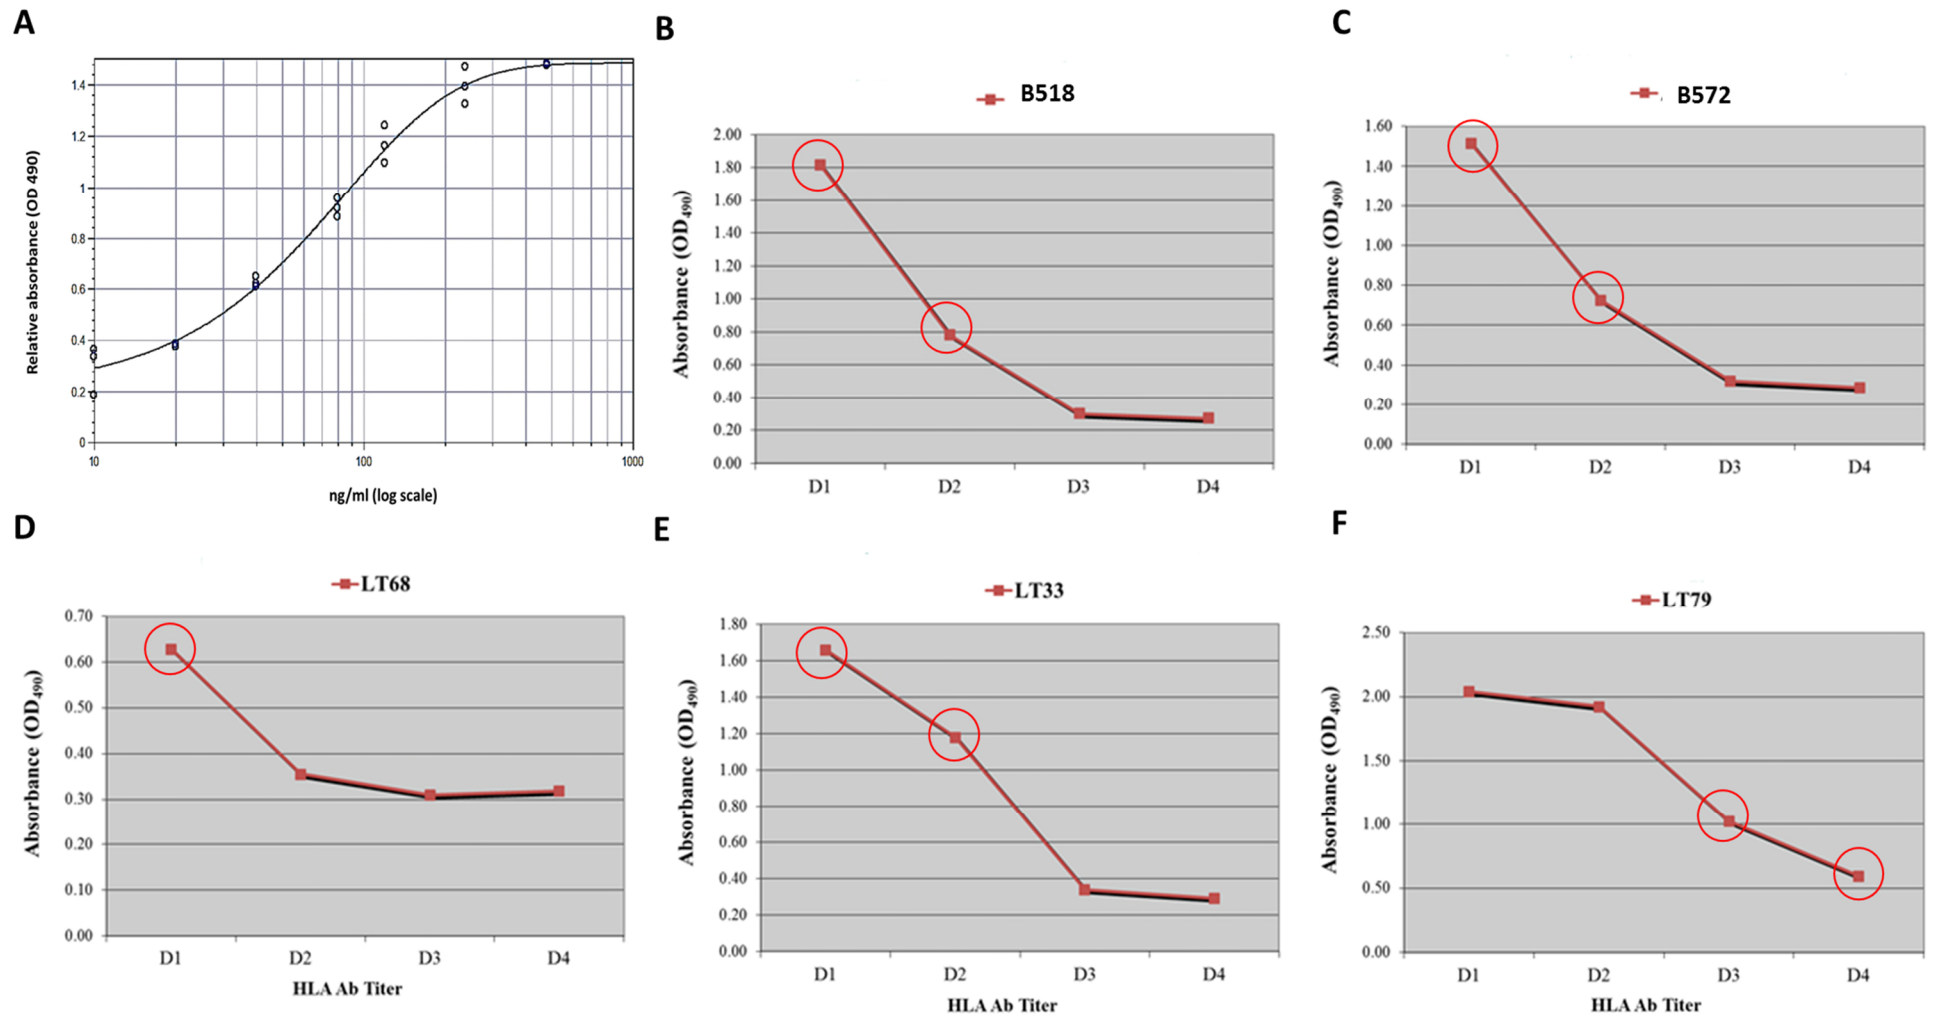 A
Relative absorbance (OD 490)
1.4
1.2
1
0.8
0.6
0.4
0.2
0
10
100
1000
ng/ml (log scale)
B
B518
Absorbance (OD490)
2.00
1.80
1.60
1.40
1.20
1.00
0.80
0.60
0.40
0.20
0.00
D1 D2 D3 D4
C
B572
Absorbance (OD490)
1.60
1.40
1.20
1.00
0.80
0.60
0.40
0.20
0.00
D1 D2 D3 D4
D
LT68
Absorbance (OD490)
0.70
0.60
0.50
0.40
0.30
0.20
0.10
0.00
D1 D2 D3 D4
HLA Ab Titer
E
LT33
Absorbance (OD490)
1.80
1.60
1.40
1.20
1.00
0.80
0.60
0.40
0.20
0.00
D1 D2 D3 D4
HLA Ab Titer
F
LT79
Absorbance (OD490)
2.50
2.00
1.50
1.00
0.50
0.00
D1 D2 D3 D4
HLA Ab Titer